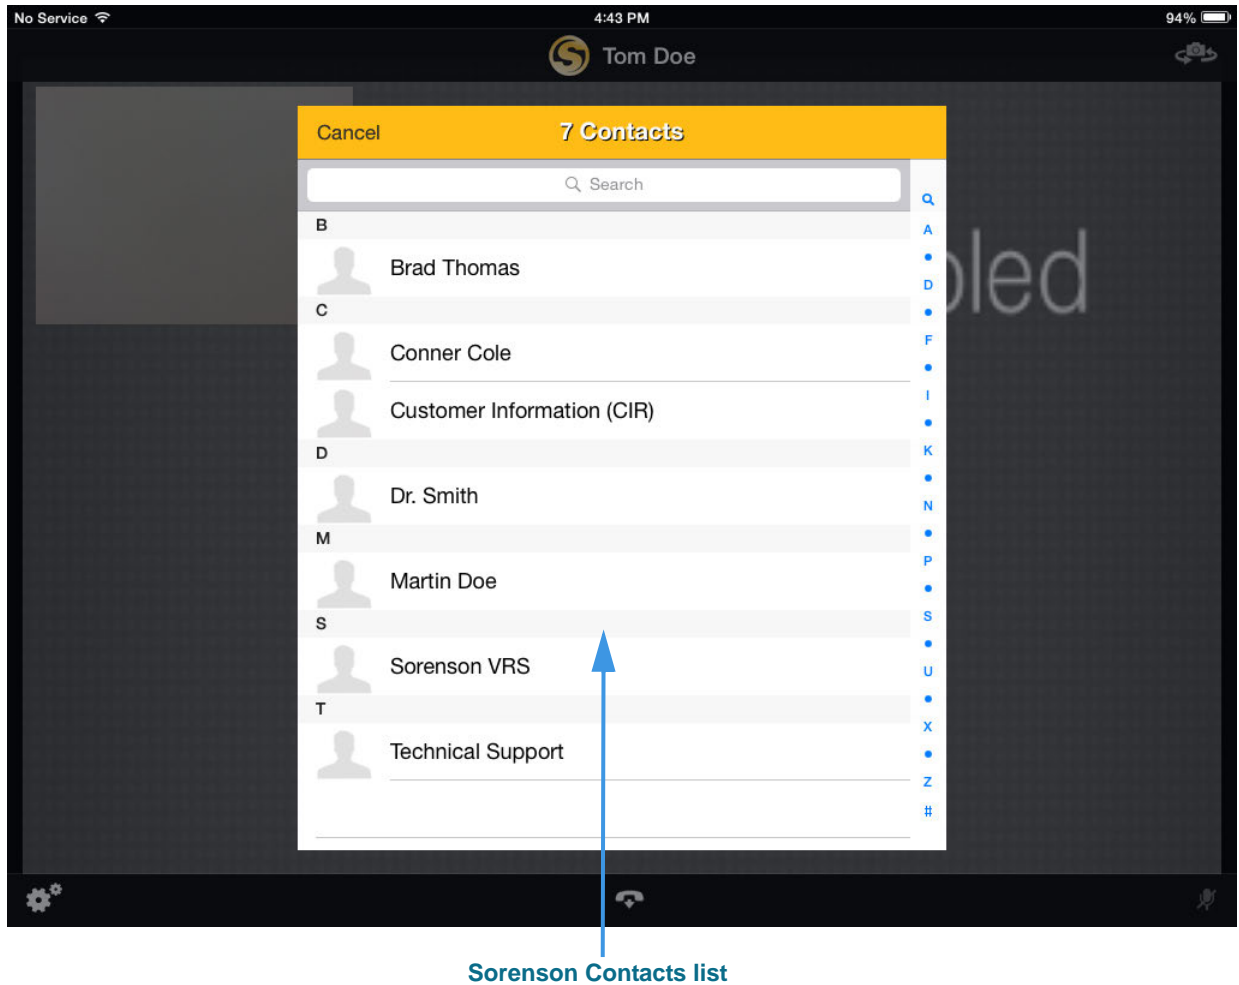 No Service 4:43 PM 94%
Tom Doe
Cancel 7 Contacts
Search
B
Brad Thomas
C
Conner Cole
Customer Information (CIR)
D
Dr. Smith
M
Martin Doe
S
Sorenson VRS
T
Technical Support
A
D
F
I
K
N
P
S
U
X
Z
#
Sorenson Contacts list